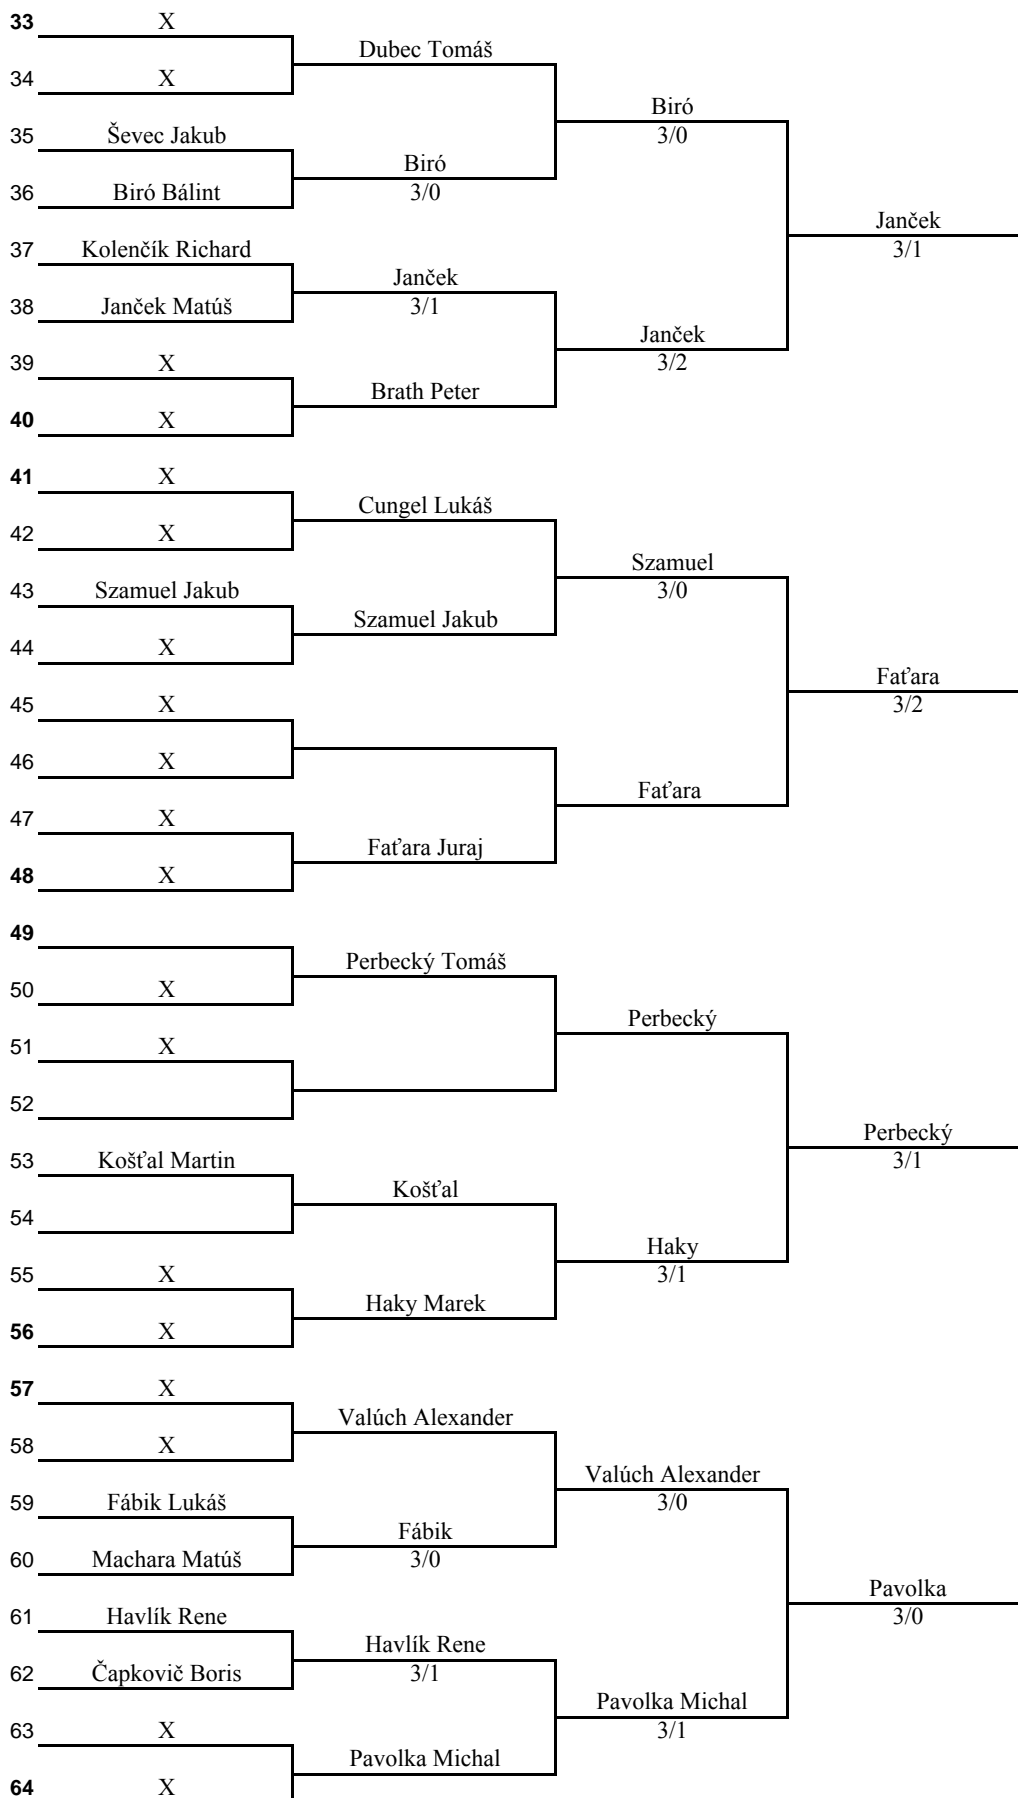 33 X
Dubec Tomáš
34 X
Biró
3/0
35 Ševec Jakub
Biró
3/0
36 Biró Bálint
Janček
3/1
37 Kolenčík Richard
Janček
3/1
38 Janček Matúš
Janček
3/2
39 X
Brath Peter
40 X
41 X
Cungel Lukáš
42 X
Szamuel
3/0
43 Szamuel Jakub
Szamuel Jakub
44 X
Faťara
3/2
45 X
46 X
Faťara
47 X
Faťara Juraj
48 X
49
Perbecký Tomáš
50 X
Perbecký
51 X
52
Perbecký
3/1
53 Košťal Martin
Košťal
54
Haky
3/1
55 X
Haky Marek
56 X
57 X
Valúch Alexander
58 X
Valúch Alexander
3/0
59 Fábik Lukáš
Fábik
3/0
60 Machara Matúš
Pavolka
3/0
61 Havlík Rene
Havlík Rene
3/1
62 Čapkovič Boris
Pavolka Michal
3/1
63 X
Pavolka Michal
64 X